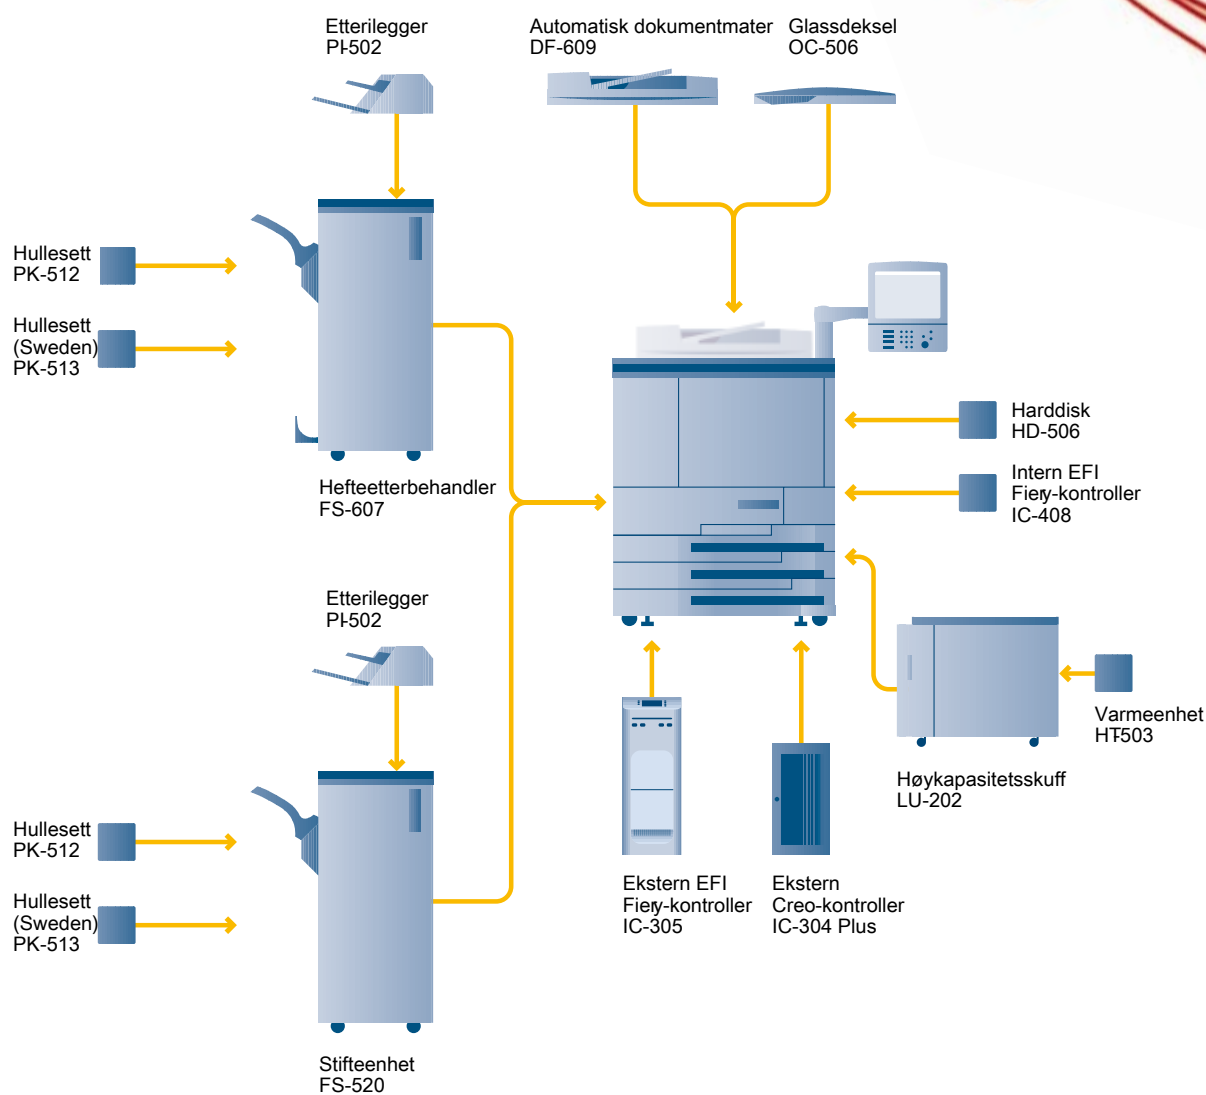 Etterilegger
PI-502
Automatisk dokumentmater
DF-609
Glassdeksel
OC-506
Hullesett
PK-512
Hullesett
(Sweden)
PK-513
Hefteetterbehandler
FS-607
Harddisk
HD-506
Intern EFI
Fiery-kontroller
IC-408
Etterilegger
PI-502
Varmeenhet
HT-503
Høykapasitetsskuff
LU-202
Hullesett
PK-512
Hullesett
(Sweden)
PK-513
Ekstern EFI
Fiery-kontroller
IC-305
Ekstern
Creo-kontroller
IC-304 Plus
Stifteenhet
FS-520